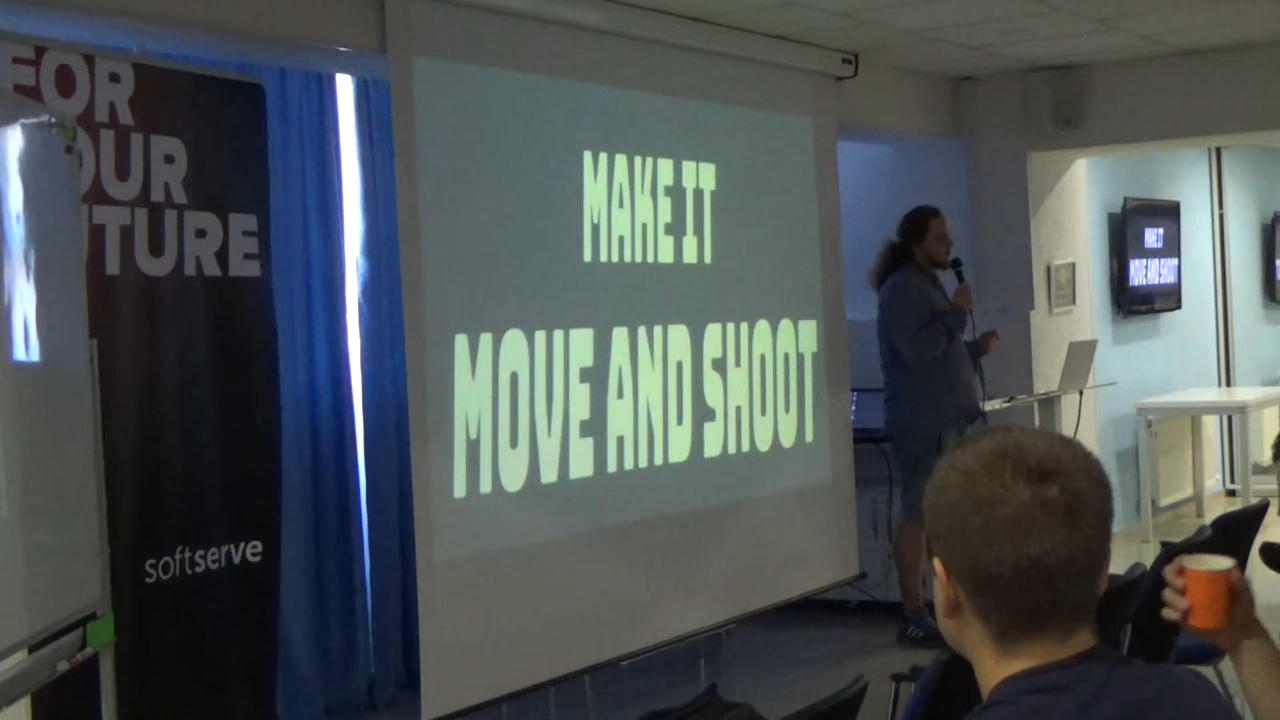 FOR
OUR
TURE
softserve
MAKE IT
MOVE AND SHOOT
MAKE IT
MOVE AND SHOOT